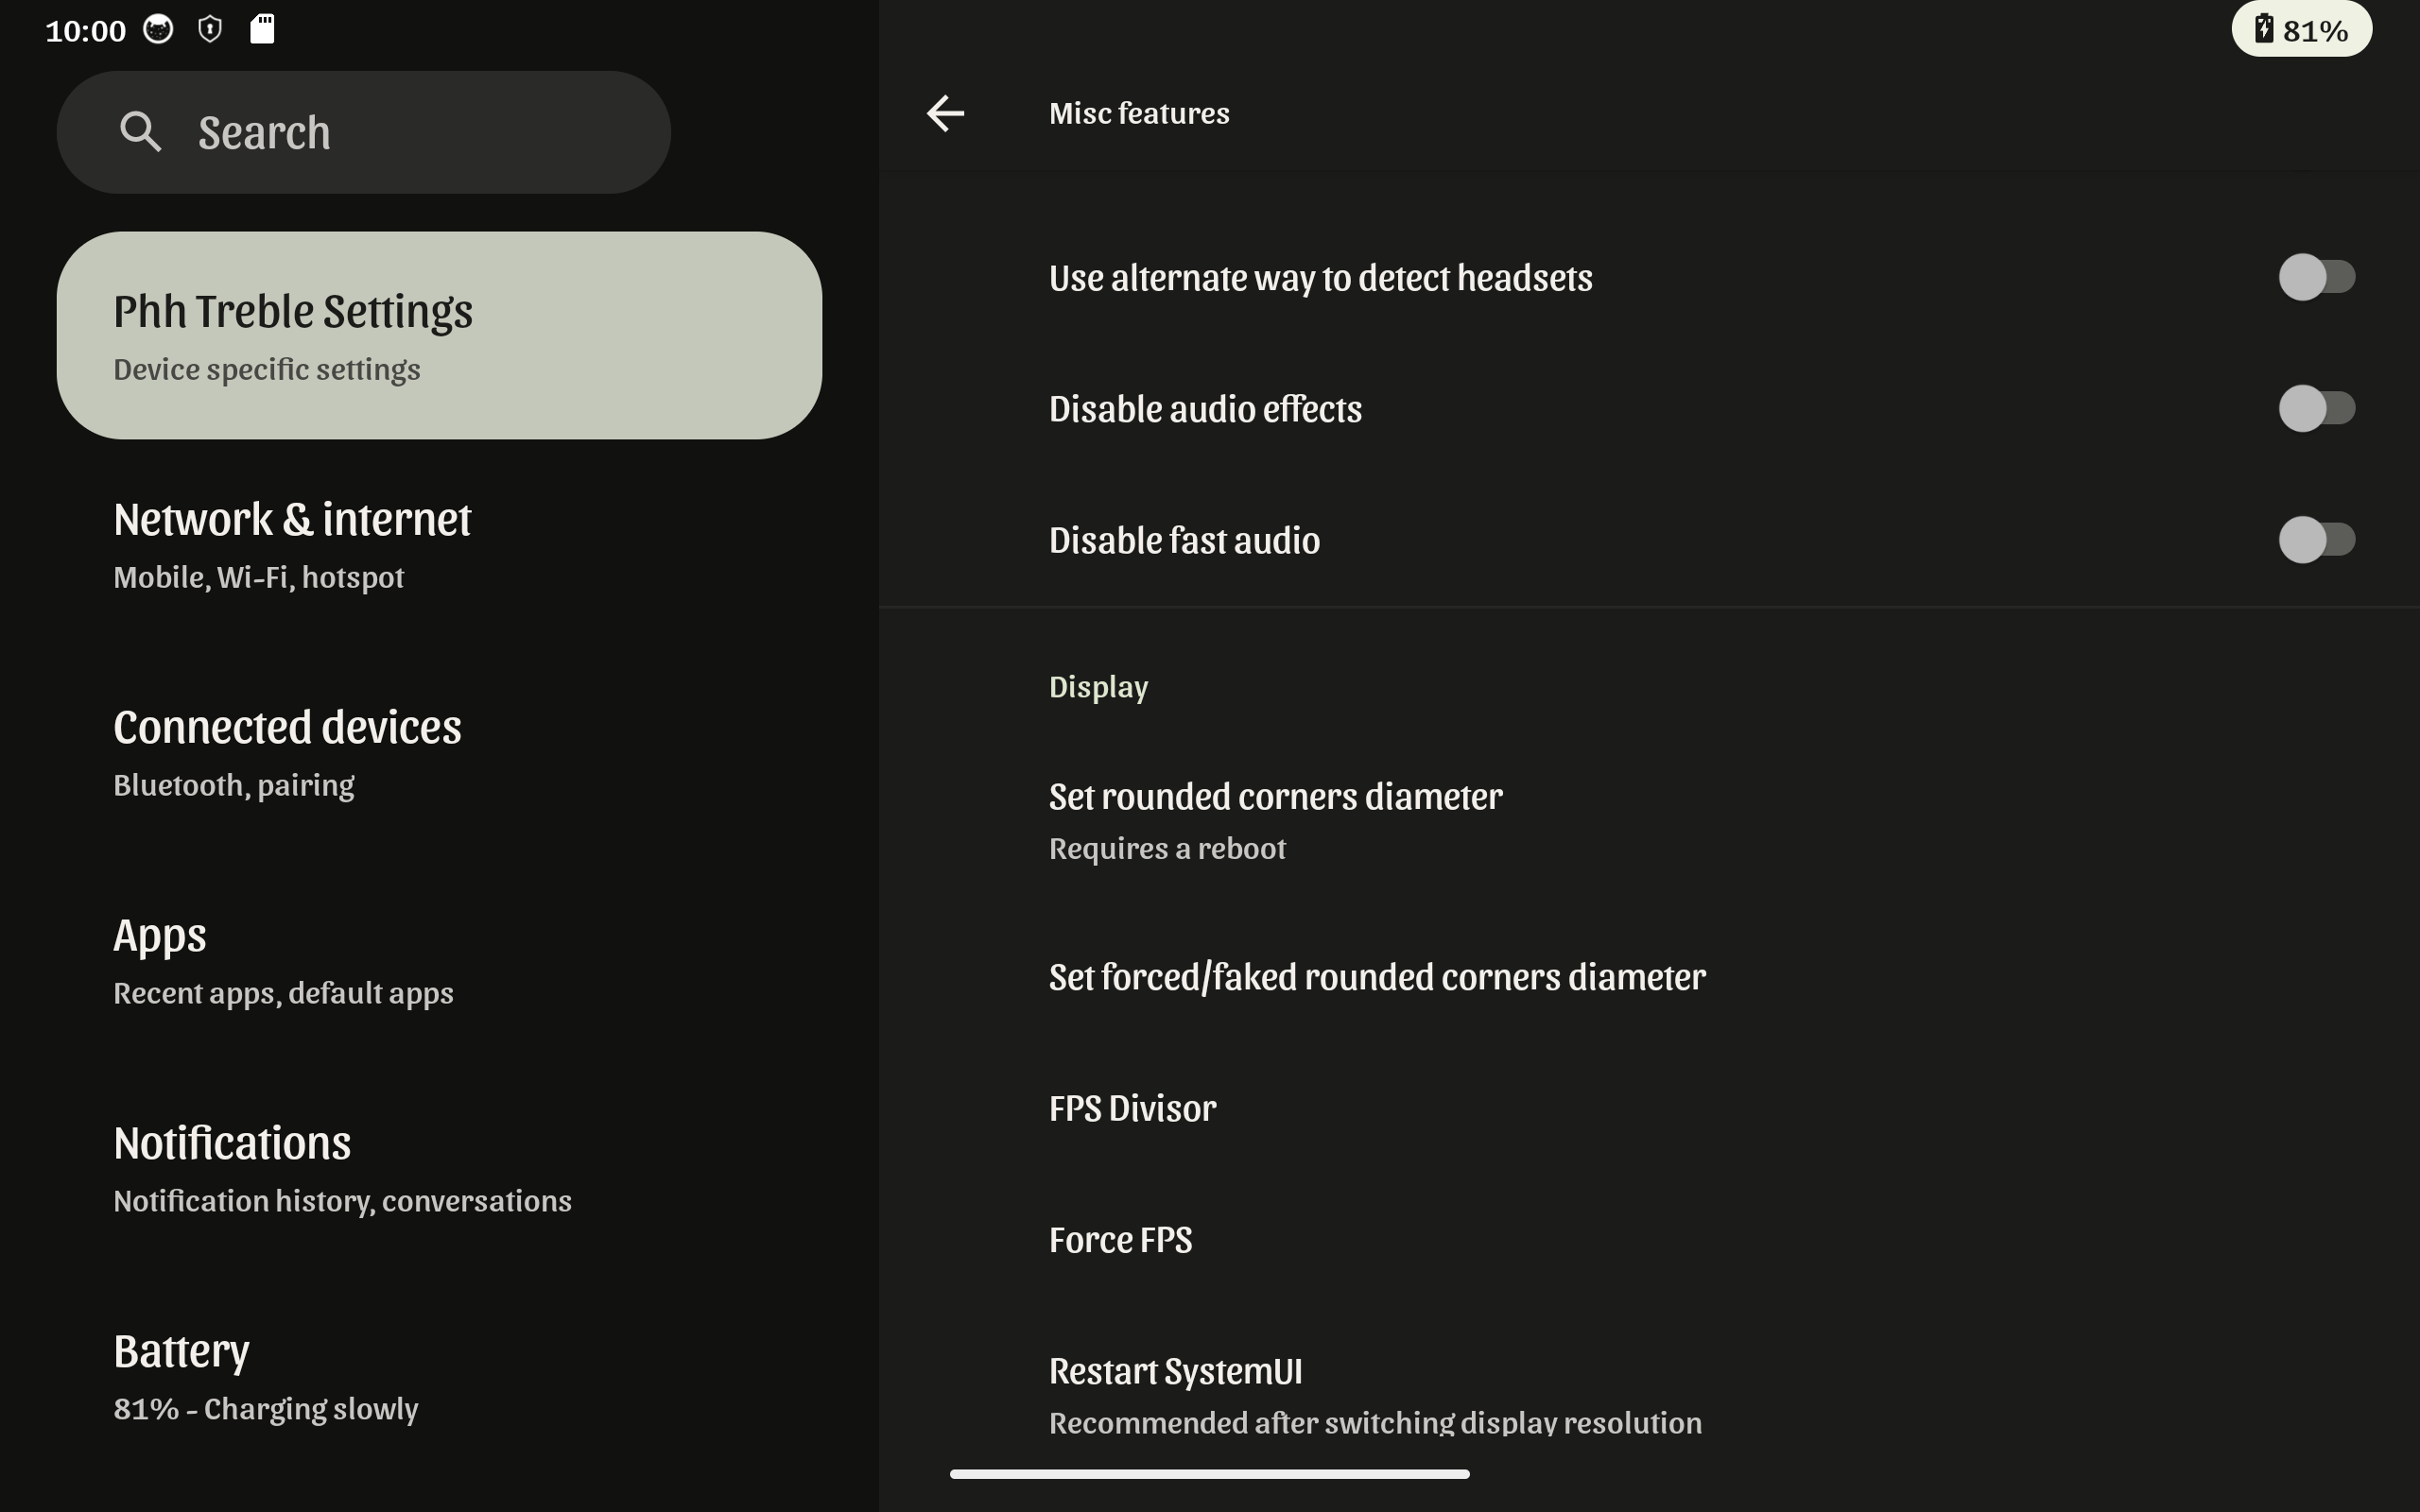 10:00
81%
Search
Phh Treble Settings
Device specific settings
Network & internet
Mobile, Wi-Fi, hotspot
Connected devices
Bluetooth, pairing
Apps
Recent apps, default apps
Notifications
Notification history, conversations
Battery
81% - Charging slowly
Misc features
Use alternate way to detect headsets
Disable audio effects
Disable fast audio
Display
Set rounded corners diameter
Requires a reboot
Set forced/faked rounded corners diameter
FPS Divisor
Force FPS
Restart SystemUI
Recommended after switching display resolution